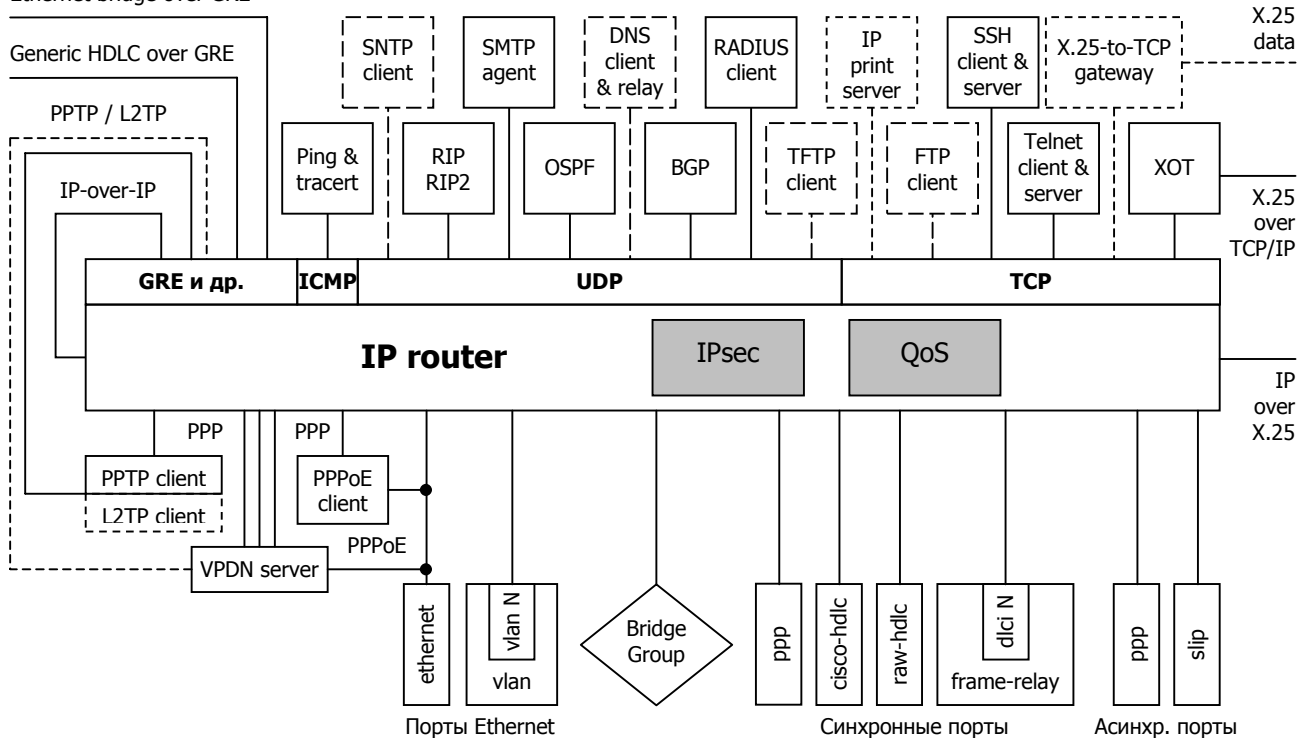 Ethernet bridge over GRE
Generic HDLC over GRE
PPTP / L2TP
IP-over-IP
SNTP
client
SMTP
agent
DNS
client
& relay
RADIUS
client
IP
print
server
SSH
client &
server
X.25-to-TCP
gateway
X.25
data
Ping &
tracert
RIP
RIP2
OSPF
BGP
TFTP
client
FTP
client
Telnet
client &
server
XOT
X.25
over
TCP/IP
GRE и др.
ICMP
UDP
TCP
IP router
IPsec
QoS
IP
over
X.25
PPP
PPP
PPTP client
L2TP client
PPPoE
client
PPPoE
VPDN server
ethernet
vlan N
vlan
Bridge
Group
ppp
cisco-hdlc
raw-hdlc
dlci N
frame-relay
ppp
slip
Порты Ethernet
Синхронные порты
Асинхр. порты